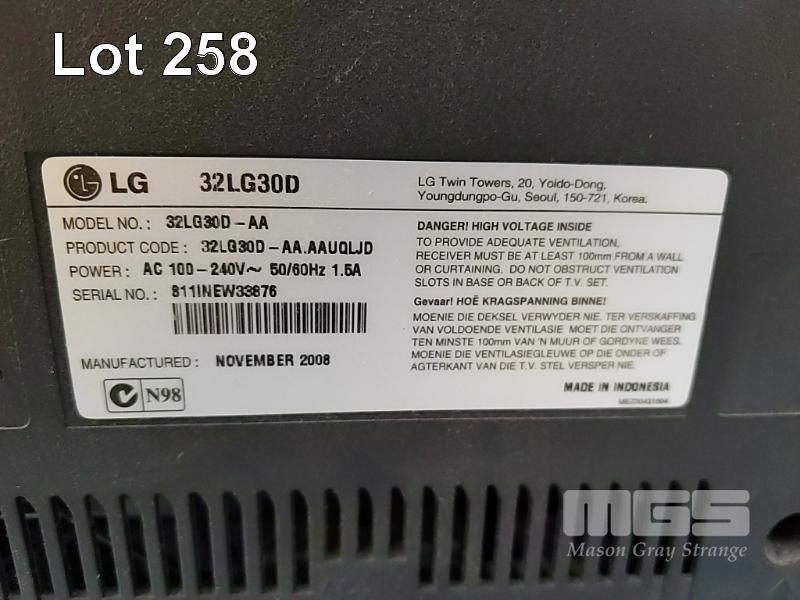 Lot 258
LG 32LG30D
LG Twin Towers, 20, Yoido-Dong,
Youngdungpo-Gu, Seoul, 150-721, Korea.
MODEL NO. : 32LG30D-AA
PRODUCT CODE : 32LG30D-AA.AAUQLJD
POWER : AC 100-240V~ 50/60Hz 1.5A
SERIAL NO. : 811INEW33876
MANUFACTURED : NOVEMBER 2008
N98
DANGER! HIGH VOLTAGE INSIDE
TO PROVIDE ADEQUATE VENTILATION,
RECEIVER MUST BE AT LEAST 100mm FROM A WALL
OR CURTAINING. DO NOT OBSTRUCT VENTILATION
SLOTS IN BASE OR BACK OF T.V. SET.
Gevaar! HOË KRAGSPANNING BINNE!
MOENIE DIE DEKSEL VERWYDER NIE. TER VERSKAFFING
VAN VOLDOENDE VENTILASIE MOET DIE ONTVANGER
TEN MINSTE 100mm VAN 'N MUUR OF GORDYNE WEES.
MOENIE DIE VENTILASIEGLEUWE OP DIE ONDER OF
AGTERKANT VAN DIE T.V. STEL VERSPER NIE.
MADE IN INDONESIA
MGS
Mason Gray Strange